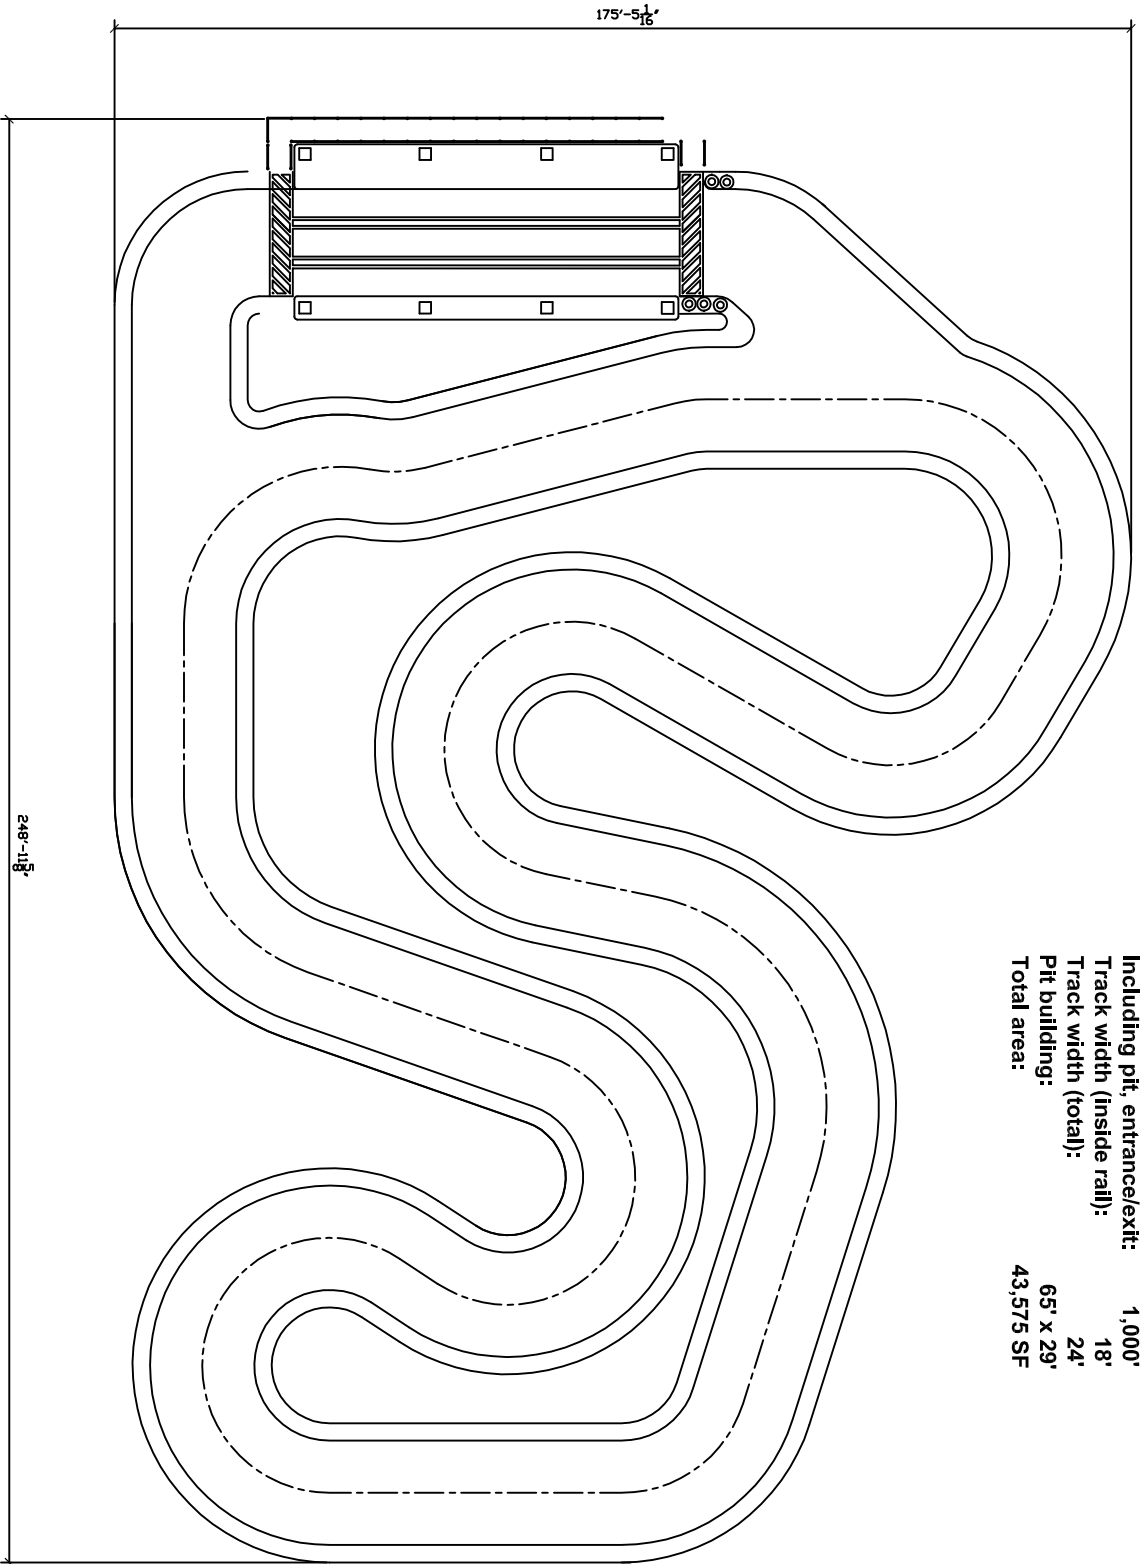 175'-5 1/16"
248'-11 5/8"
Including pit, entrance/exit: 1,000'
Track width (inside rail): 18'
Track width (total): 24'
Pit building: 65' x 29'
Total area: 43,575 SF